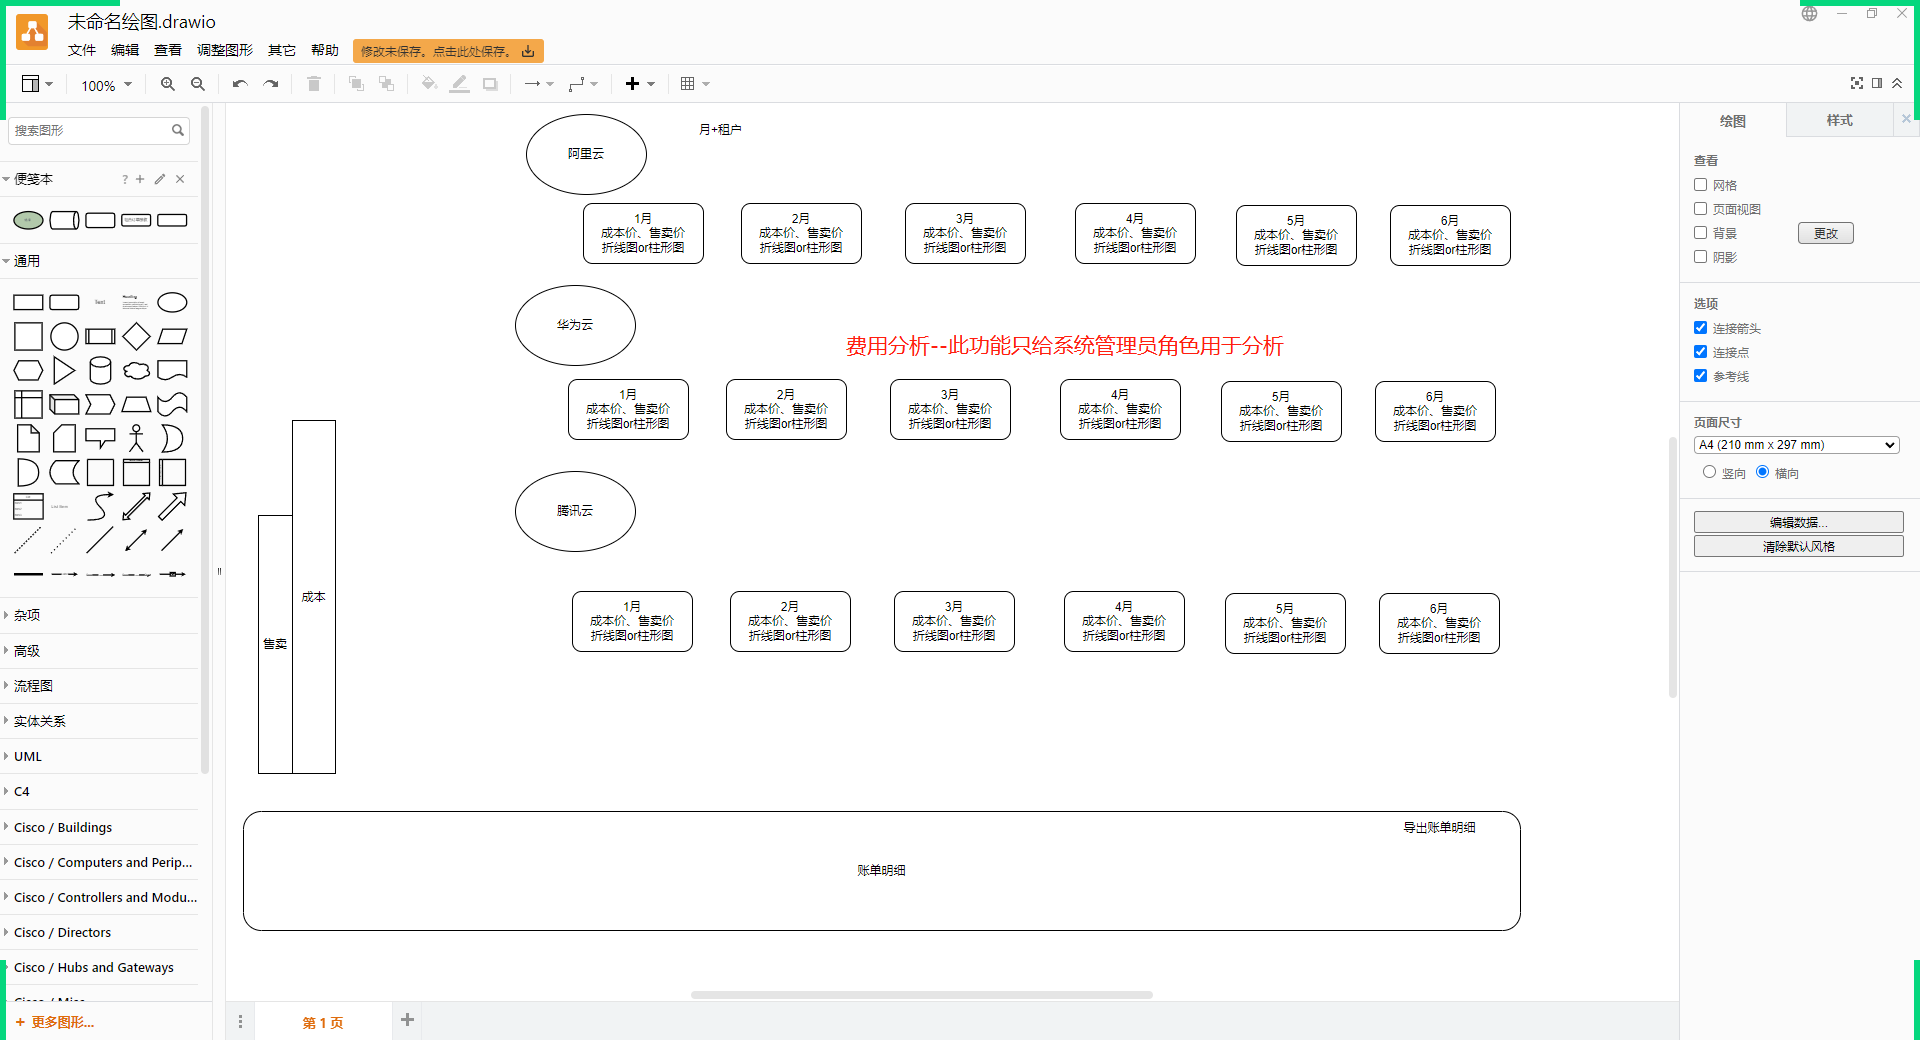 未命名绘图.drawio
文件 编辑 查看 调整图形 其它 帮助 修改未保存。点击此处保存。
100%
搜索图形
便笺本 ?
通用
Text
Heading
List Item
杂项
高级
流程图
实体关系
UML
C4
Cisco / Buildings
Cisco / Computers and Perip...
Cisco / Controllers and Modu...
Cisco / Directors
Cisco / Hubs and Gateways
Cisco / Misc
+ 更多图形...
阿里云
月+租户
1月
成本价、售卖价
折线图or柱形图
2月
成本价、售卖价
折线图or柱形图
3月
成本价、售卖价
折线图or柱形图
4月
成本价、售卖价
折线图or柱形图
5月
成本价、售卖价
折线图or柱形图
6月
成本价、售卖价
折线图or柱形图
华为云
费用分析--此功能只给系统管理员角色用于分析
1月
成本价、售卖价
折线图or柱形图
2月
成本价、售卖价
折线图or柱形图
3月
成本价、售卖价
折线图or柱形图
4月
成本价、售卖价
折线图or柱形图
5月
成本价、售卖价
折线图or柱形图
6月
成本价、售卖价
折线图or柱形图
腾讯云
1月
成本价、售卖价
折线图or柱形图
2月
成本价、售卖价
折线图or柱形图
3月
成本价、售卖价
折线图or柱形图
4月
成本价、售卖价
折线图or柱形图
5月
成本价、售卖价
折线图or柱形图
6月
成本价、售卖价
折线图or柱形图
成本
售卖
导出账单明细
账单明细
第 1 页
绘图 样式
查看
网格
页面视图
背景 更改
阴影
选项
连接箭头
连接点
参考线
页面尺寸
A4 (210 mm x 297 mm)
竖向 横向
编辑数据...
清除默认风格